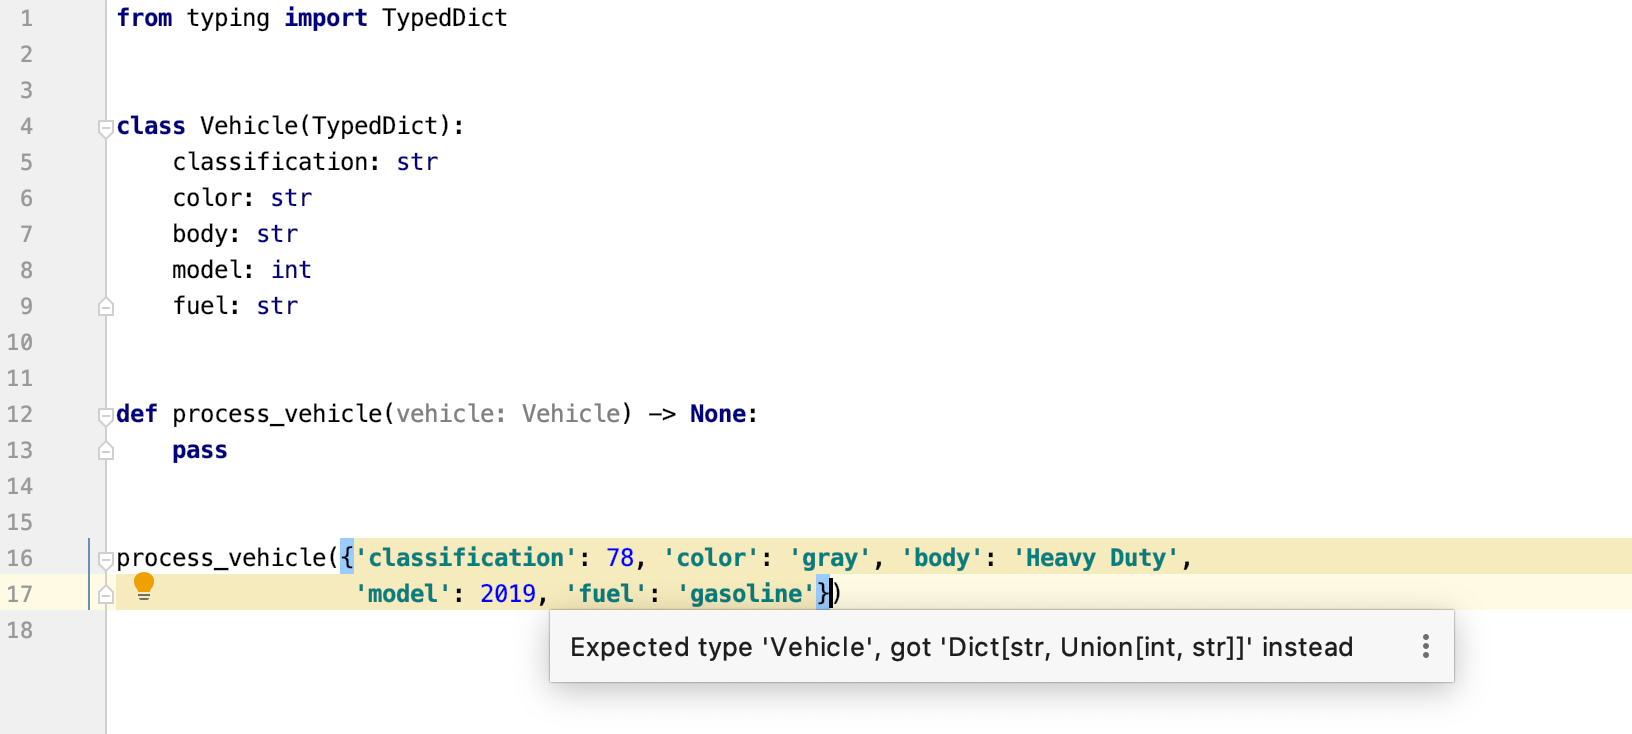 1 from typing import TypedDict
2
3
4 class Vehicle(TypedDict):
5     classification: str
6     color: str
7     body: str
8     model: int
9     fuel: str
10
11
12 def process_vehicle(vehicle: Vehicle) -> None:
13     pass
14
15
16 process_vehicle({'classification': 78, 'color': 'gray', 'body': 'Heavy Duty',
17                  'model': 2019, 'fuel': 'gasoline'})
18
Expected type 'Vehicle', got 'Dict[str, Union[int, str]]' instead